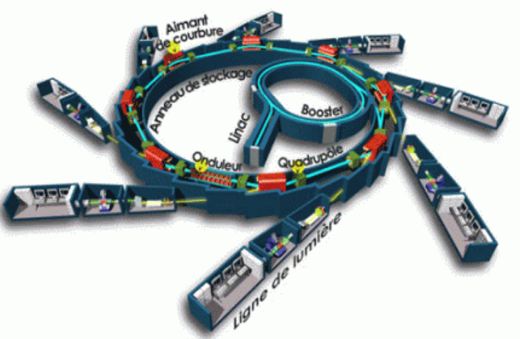 Aimant
de courbure
Anneau de stockage
Linac
Booster
Onduleur
Quadrupôle
Ligne de lumière